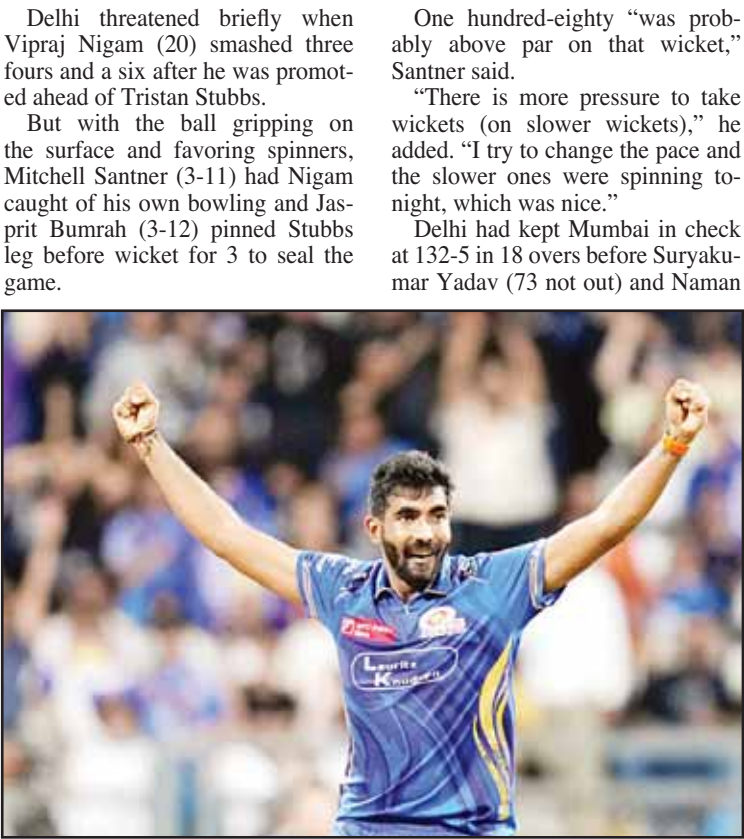 Delhi threatened briefly when
Vipraj Nigam (20) smashed three
fours and a six after he was promot-
ed ahead of Tristan Stubbs.
But with the ball gripping on
the surface and favoring spinners,
Mitchell Santner (3-11) had Nigam
caught of his own bowling and Jas-
prit Bumrah (3-12) pinned Stubbs
leg before wicket for 3 to seal the
game.
One hundred-eighty “was prob-
ably above par on that wicket,”
Santner said.
“There is more pressure to take
wickets (on slower wickets),” he
added. “I try to change the pace and
the slower ones were spinning to-
night, which was nice.”
Delhi had kept Mumbai in check
at 132-5 in 18 overs before Suryaku-
mar Yadav (73 not out) and Naman
Lauritz
Knudsen